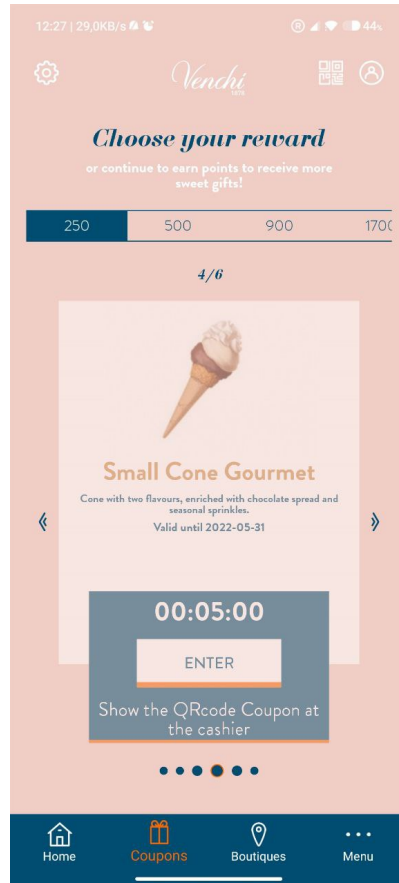 12:27 | 29,0KB/s
44%
Venchi
1878
Choose your reward
or continue to earn points to receive more
sweet gifts!
250 500 900 1700
4/6
Small Cone Gourmet
Cone with two flavours, enriched with chocolate spread and
seasonal sprinkles.
Valid until 2022-05-31
00:05:00
ENTER
Show the QRcode Coupon at
the cashier
Home Coupons Boutiques Menu